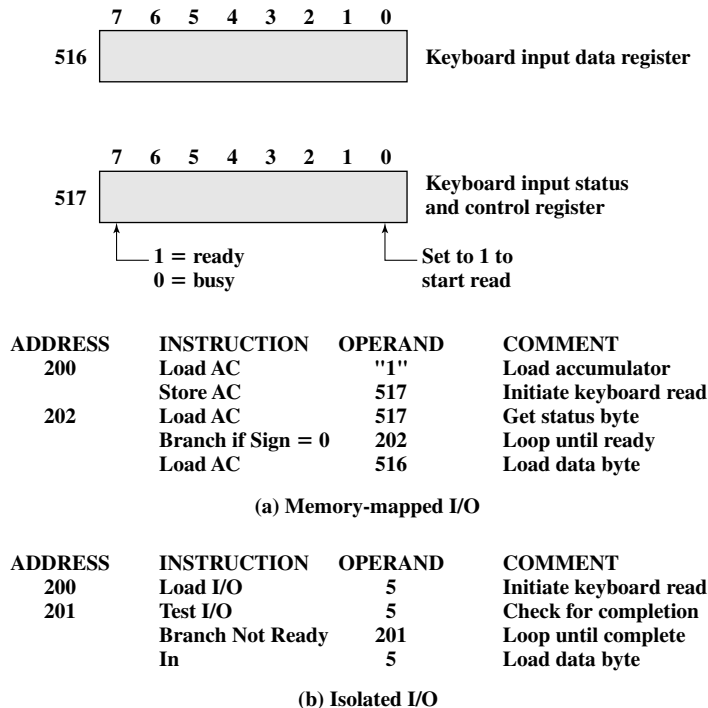 7 6 5 4 3 2 1 0
516 Keyboard input data register
7 6 5 4 3 2 1 0
517 Keyboard input status
and control register
1 = ready
0 = busy
Set to 1 to
start read
ADDRESS INSTRUCTION OPERAND COMMENT
200 Load AC "1" Load accumulator
Store AC 517 Initiate keyboard read
202 Load AC 517 Get status byte
Branch if Sign = 0 202 Loop until ready
Load AC 516 Load data byte
(a) Memory-mapped I/O
ADDRESS INSTRUCTION OPERAND COMMENT
200 Load I/O 5 Initiate keyboard read
201 Test I/O 5 Check for completion
Branch Not Ready 201 Loop until complete
In 5 Load data byte
(b) Isolated I/O